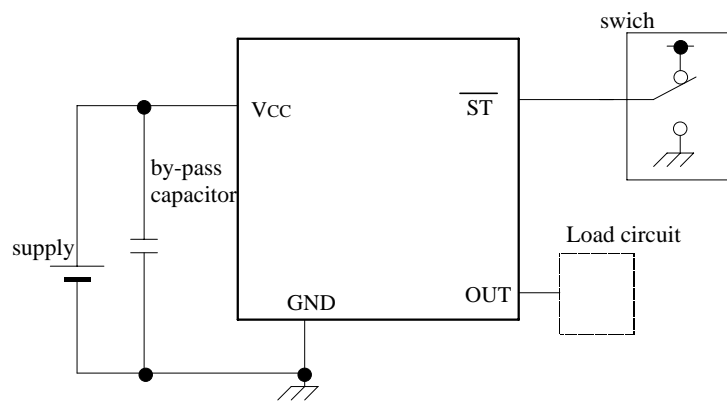 swich
VCC
ST
by-pass
capacitor
supply
Load circuit
GND
OUT